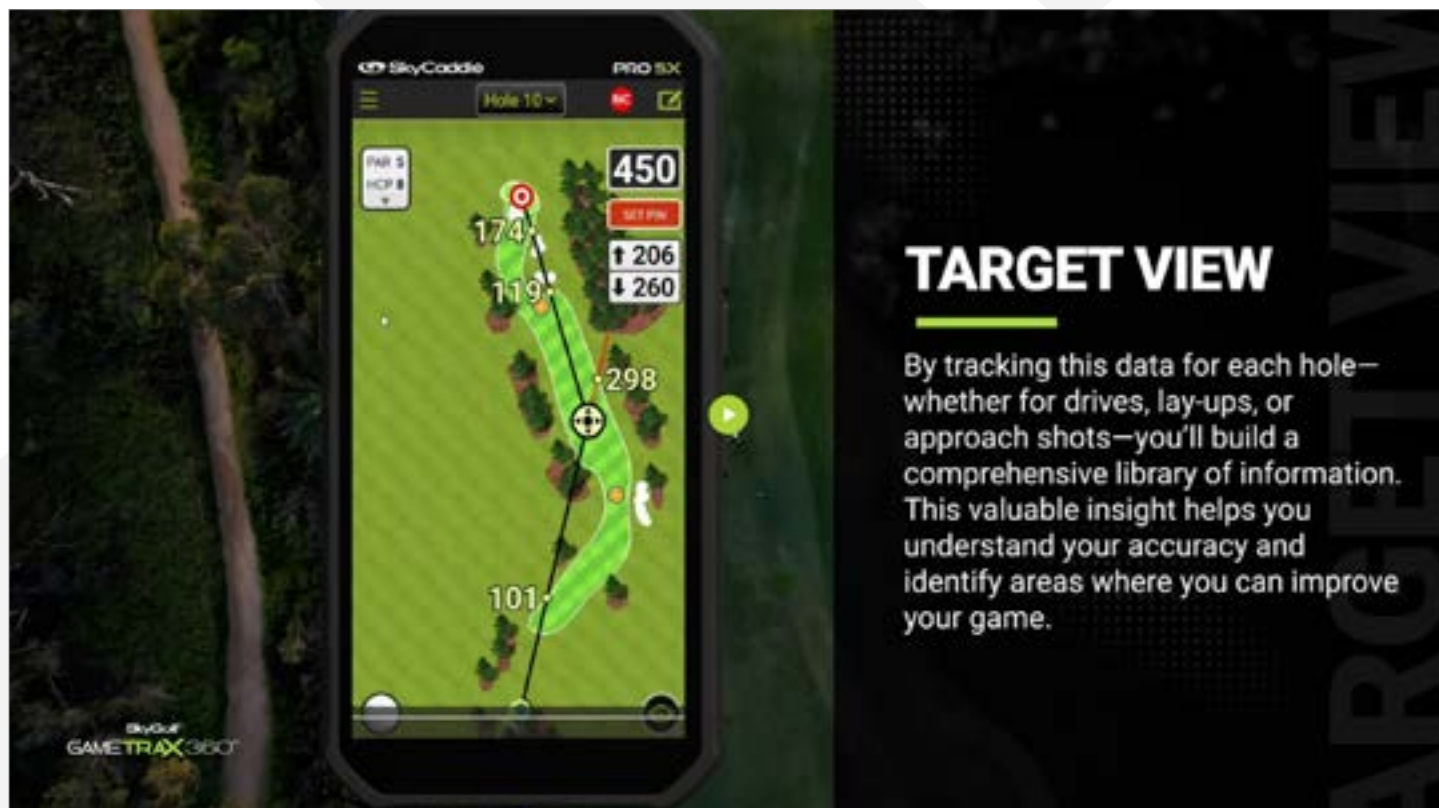 SkyCaddie PRO 5X
Hole 10
NC
PAR 5
HCP 8
450
SET PIN
↑ 206
↓ 260
174
119
298
101
TARGET VIEW
By tracking this data for each hole—
whether for drives, lay-ups, or
approach shots—you'll build a
comprehensive library of information.
This valuable insight helps you
understand your accuracy and
identify areas where you can improve
your game.
SkyGolf
GAMETRAX360°
TARGET VIEW